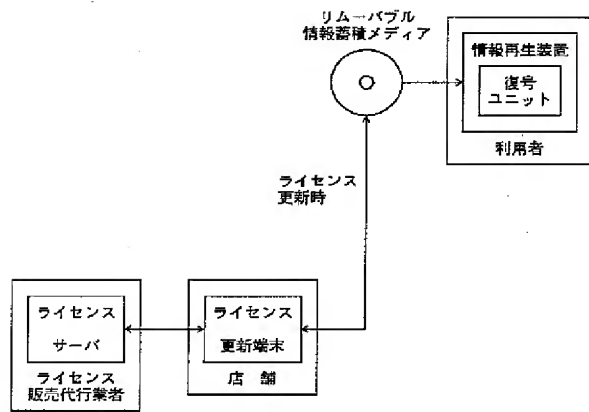 リムーバブル
情報蓄積メディア
情報再生装置
復号
ユニット
利用者
ライセンス
更新時
ライセンス
サーバ
ライセンス
販売代行業者
ライセンス
更新端末
店 舗